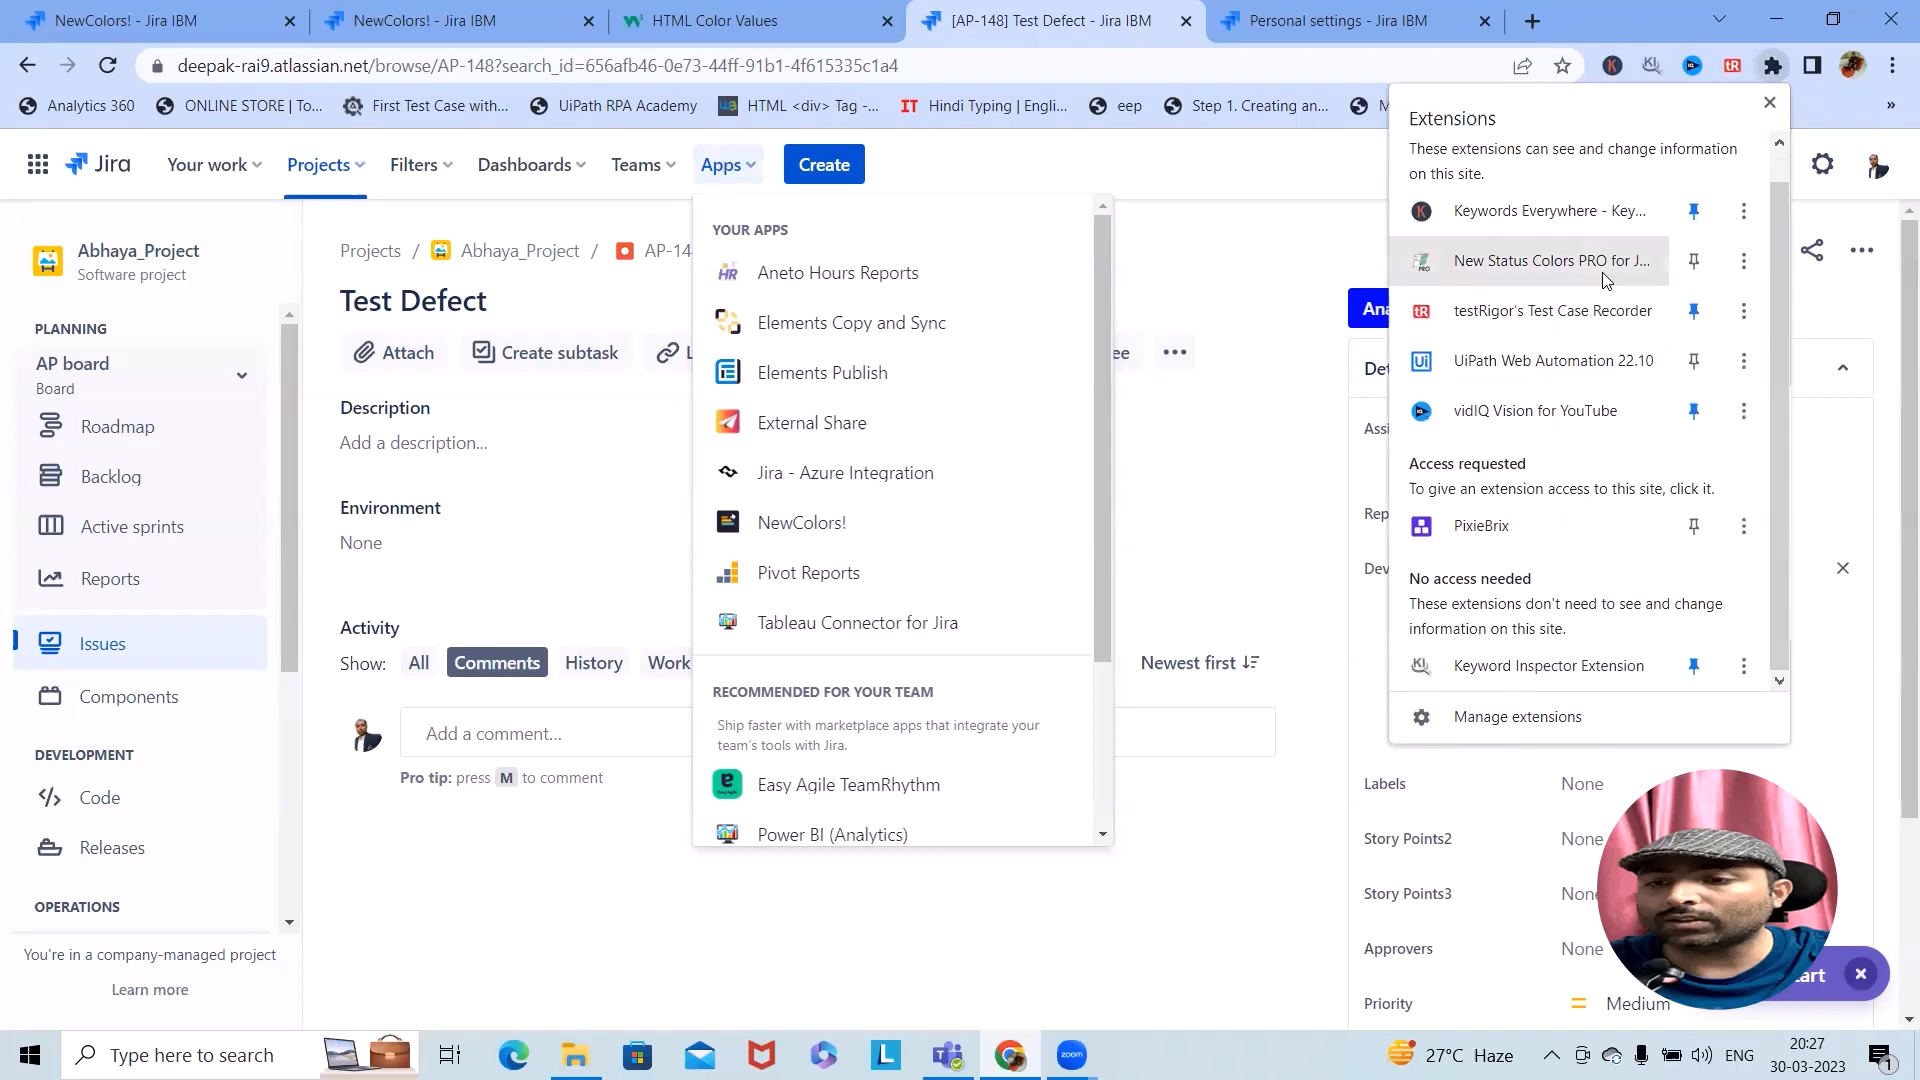 NewColors! - Jira IBM
NewColors! - Jira IBM
HTML Color Values
[AP-148] Test Defect - Jira IBM
Personal settings - Jira IBM
deepak-rai9.atlassian.net/browse/AP-148?search_id=656afb46-0e73-44ff-91b1-4f615335c1a4
Analytics 360
ONLINE STORE | To...
First Test Case with...
UiPath RPA Academy
HTML <div> Tag -...
IT Hindi Typing | Engli...
eep
Step 1. Creating an...
M
»
Jira
Your work
Projects
Filters
Dashboards
Teams
Apps
Create
Abhaya_Project
Software project
PLANNING
AP board
Board
Roadmap
Backlog
Active sprints
Reports
Issues
Components
DEVELOPMENT
Code
Releases
OPERATIONS
You're in a company-managed project
Learn more
Projects / Abhaya_Project / AP-14
Test Defect
Attach
Create subtask
L
ee
Description
Add a description...
Environment
None
Activity
Show: All Comments History Work
Newest first
Add a comment...
Pro tip: press M to comment
YOUR APPS
Aneto Hours Reports
Elements Copy and Sync
Elements Publish
External Share
Jira - Azure Integration
NewColors!
Pivot Reports
Tableau Connector for Jira
RECOMMENDED FOR YOUR TEAM
Ship faster with marketplace apps that integrate your
team's tools with Jira.
Easy Agile TeamRhythm
Power BI (Analytics)
Extensions
These extensions can see and change information
on this site.
Keywords Everywhere - Key...
New Status Colors PRO for J...
testRigor's Test Case Recorder
UiPath Web Automation 22.10
vidIQ Vision for YouTube
Access requested
To give an extension access to this site, click it.
PixieBrix
No access needed
These extensions don't need to see and change
information on this site.
Keyword Inspector Extension
Manage extensions
Ana
Det
Assi
Rep
Dev
Labels None
Story Points2 None
Story Points3 None
Approvers None
Priority Medium
art
Type here to search
zoom
27°C Haze
ENG
20:27
30-03-2023
1